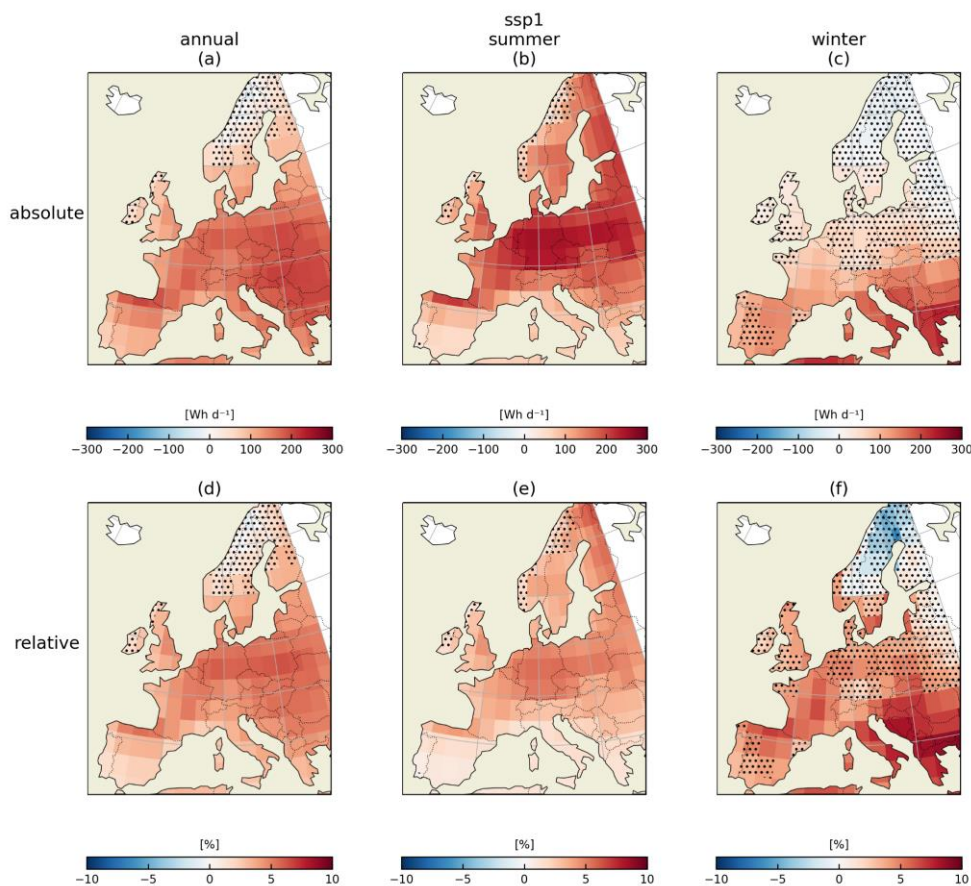 ssp1
annual summer winter
(a) (b) (c)
absolute
[Wh d⁻¹] [Wh d⁻¹] [Wh d⁻¹]
−300 −200 −100 0 100 200 300 −300 −200 −100 0 100 200 300 −300 −200 −100 0 100 200 300
(d) (e) (f)
relative
[%] [%] [%]
−10 −5 0 5 10 −10 −5 0 5 10 −10 −5 0 5 10